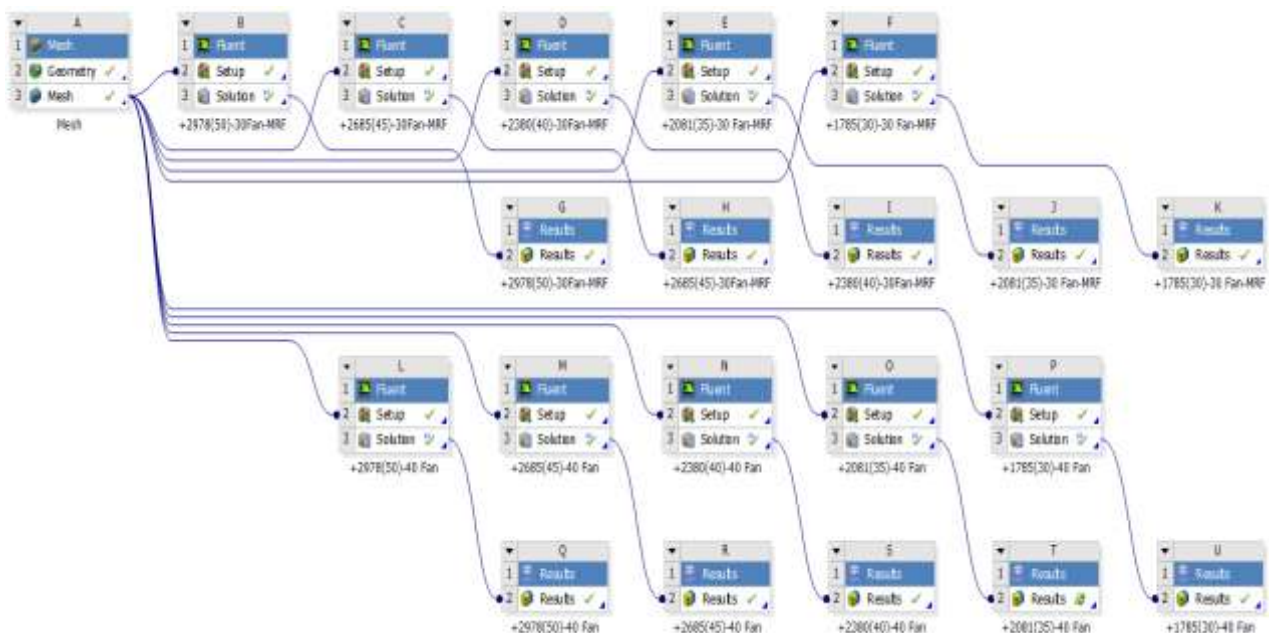 A
1 Mesh
2 Geometry
3 Mesh
Mesh
B
1 Fluent
2 Setup
3 Solution
+2978(50)-30Fan-MRF
C
1 Fluent
2 Setup
3 Solution
+2685(45)-30Fan-MRF
D
1 Fluent
2 Setup
3 Solution
+2380(40)-30Fan-MRF
E
1 Fluent
2 Setup
3 Solution
+2081(35)-30 Fan-MRF
F
1 Fluent
2 Setup
3 Solution
+1785(30)-30 Fan-MRF
G
1 Results
2 Results
+2978(50)-30Fan-MRF
H
1 Results
2 Results
+2685(45)-30Fan-MRF
I
1 Results
2 Results
+2380(40)-30Fan-MRF
J
1 Results
2 Results
+2081(35)-30 Fan-MRF
K
1 Results
2 Results
+1785(30)-30 Fan-MRF
L
1 Fluent
2 Setup
3 Solution
+2978(50)-40 Fan
M
1 Fluent
2 Setup
3 Solution
+2685(45)-40 Fan
N
1 Fluent
2 Setup
3 Solution
+2380(40)-40 Fan
O
1 Fluent
2 Setup
3 Solution
+2081(35)-40 Fan
P
1 Fluent
2 Setup
3 Solution
+1785(30)-40 Fan
Q
1 Results
2 Results
+2978(50)-40 Fan
R
1 Results
2 Results
+2685(45)-40 Fan
S
1 Results
2 Results
+2380(40)-40 Fan
T
1 Results
2 Results
+2081(35)-40 Fan
U
1 Results
2 Results
+1785(30)-40 Fan